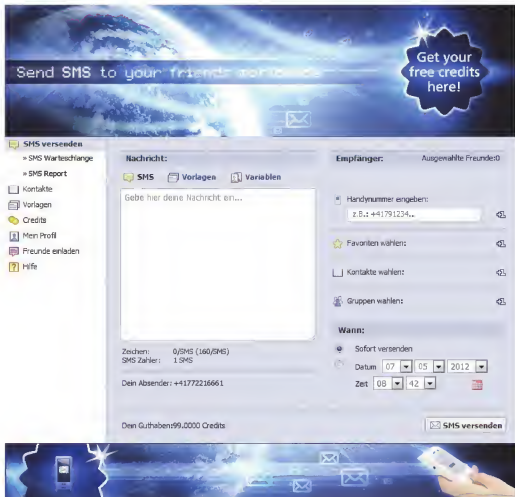 Send SMS to your friends worldwide
Get your
free credits
here!
SMS versenden
» SMS Warteschlange
» SMS Report
Kontakte
Vorlagen
Credits
Mein Profil
Freunde einladen
Hilfe
Nachricht:
SMS Vorlagen Variablen
Gebe hier deine Nachricht ein...
Zeichen: 0/SMS (160/SMS)
SMS Zähler: 1 SMS
Dein Absender: +41772216661
Dein Guthaben:99.0000 Credits
Empfänger: Ausgewählte Freunde:0
Handynummer eingeben:
z.B.: +41791234..
Favoriten wählen:
Kontakte wählen:
Gruppen wählen:
Wann:
Sofort versenden
Datum 07 05 2012
Zeit 08 42
SMS versenden